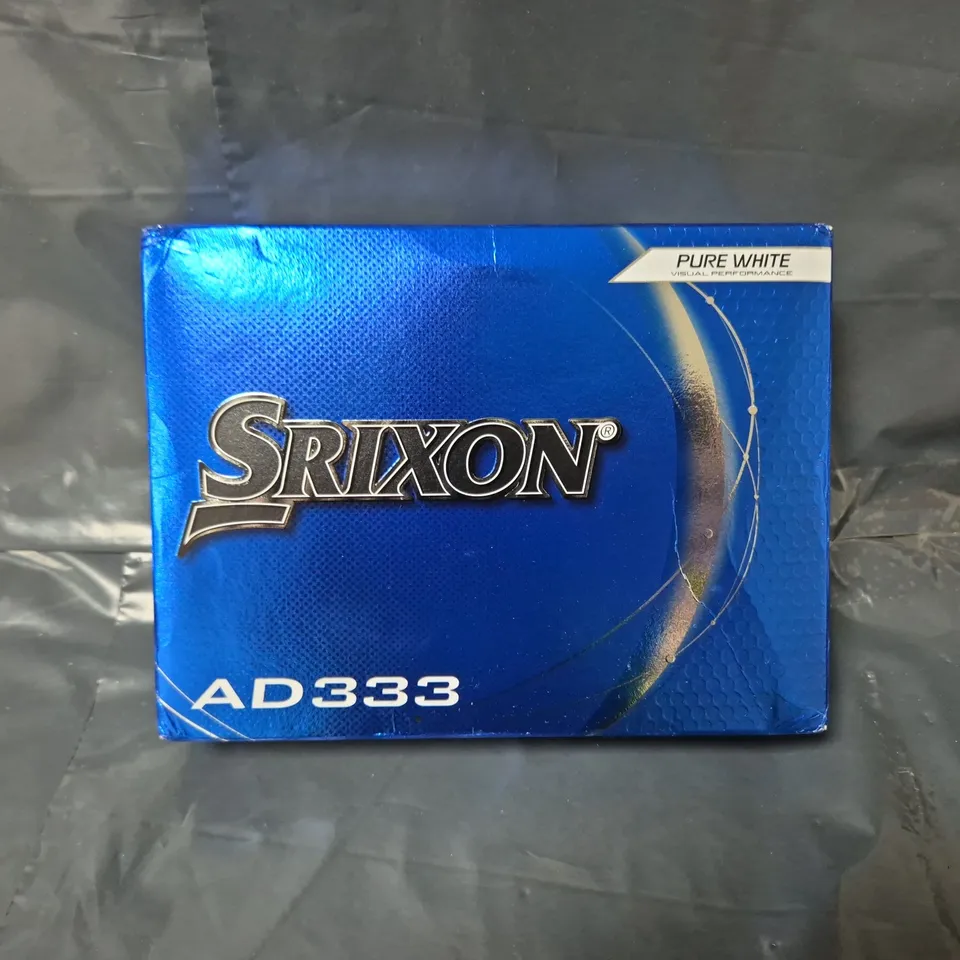 PURE WHITE
VISUAL PERFORMANCE
SRIXON®
AD333